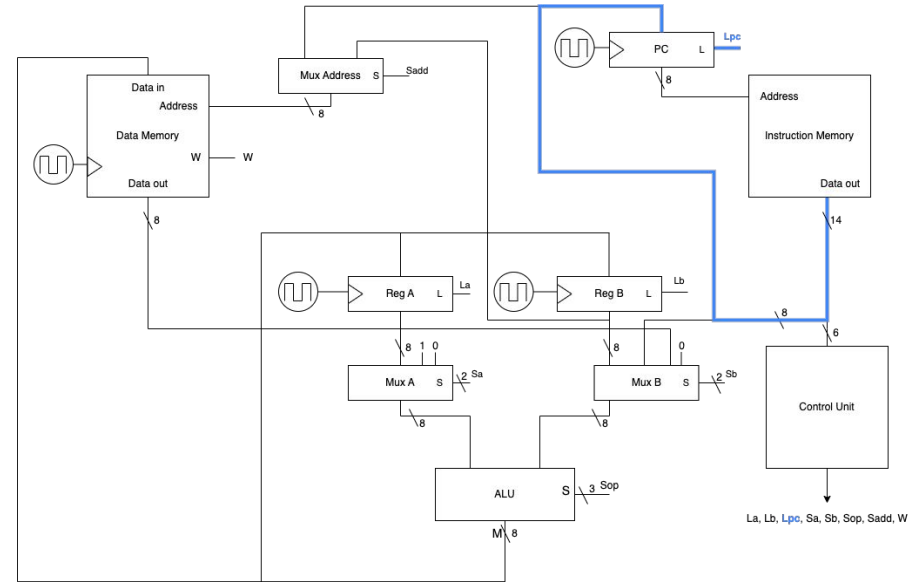 Lpc
PC
L
8
Mux Address
S
Sadd
8
Data in
Address
Data Memory
W
W
Data out
8
Address
Instruction Memory
Data out
14
La
Reg A
L
Lb
Reg B
L
8
6
8
1
0
8
0
Mux A
S
2
Sa
Mux B
S
2
Sb
8
8
Control Unit
ALU
S
3
Sop
M
8
La, Lb, Lpc, Sa, Sb, Sop, Sadd, W